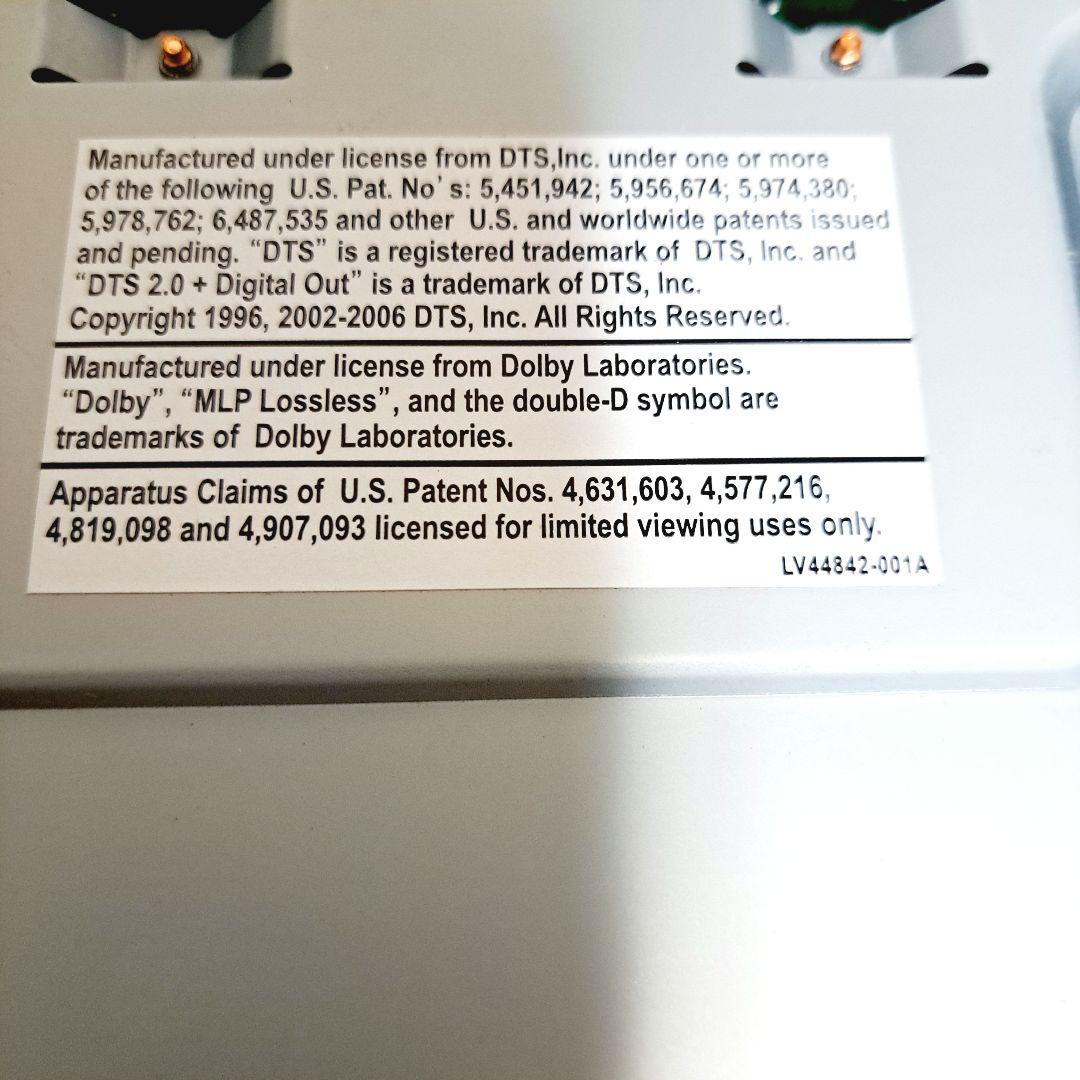 Manufactured under license from DTS,Inc. under one or more
of the following U.S. Pat. No's: 5,451,942; 5,956,674; 5,974,380;
5,978,762; 6,487,535 and other U.S. and worldwide patents issued
and pending. “DTS” is a registered trademark of DTS, Inc. and
“DTS 2.0 + Digital Out” is a trademark of DTS, Inc.
Copyright 1996, 2002-2006 DTS, Inc. All Rights Reserved.
Manufactured under license from Dolby Laboratories.
“Dolby”, “MLP Lossless”, and the double-D symbol are
trademarks of Dolby Laboratories.
Apparatus Claims of U.S. Patent Nos. 4,631,603, 4,577,216,
4,819,098 and 4,907,093 licensed for limited viewing uses only.
LV44842-001A